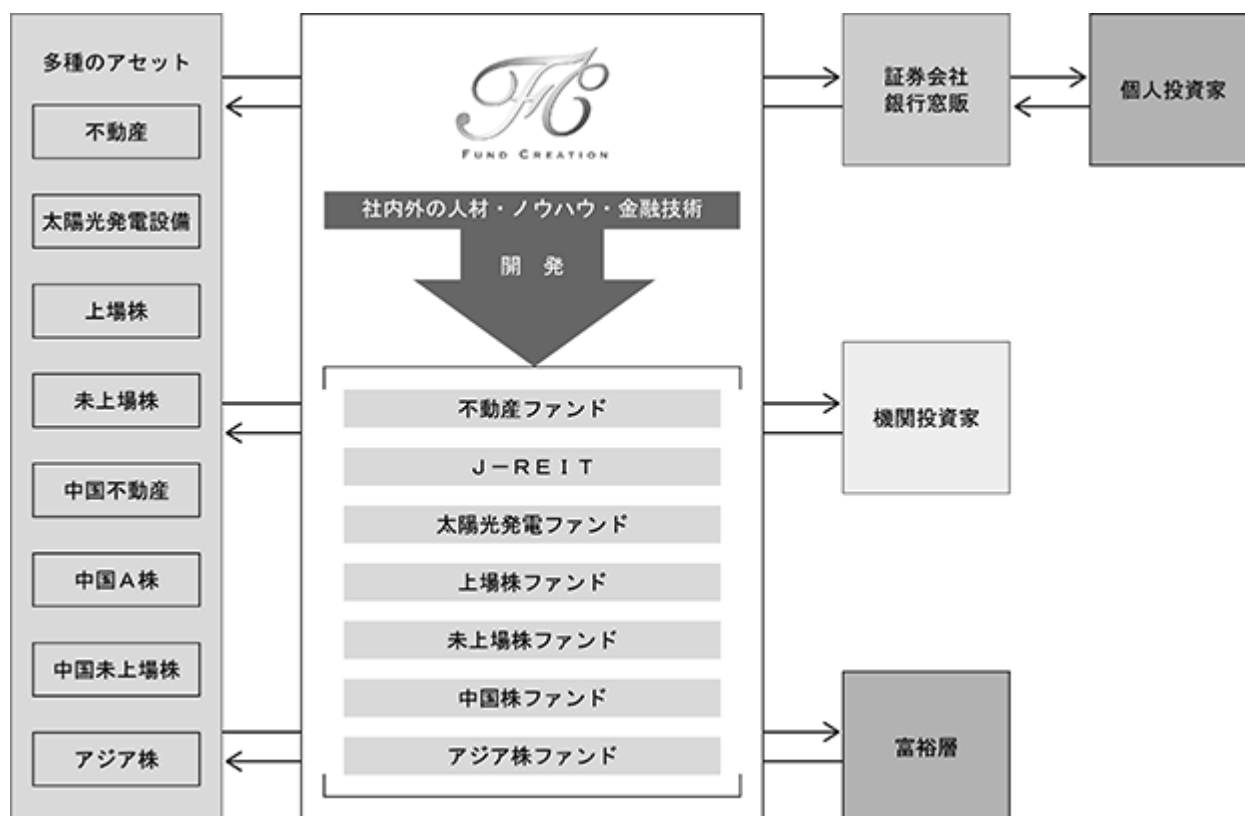 多種のアセット
不動産
太陽光発電設備
上場株
未上場株
中国不動産
中国A株
中国未上場株
アジア株
FC
FUND CREATION
社内外の人材・ノウハウ・金融技術
開 発
不動産ファンド
J-REIT
太陽光発電ファンド
上場株ファンド
未上場株ファンド
中国株ファンド
アジア株ファンド
証券会社
銀行窓販
個人投資家
機関投資家
富裕層